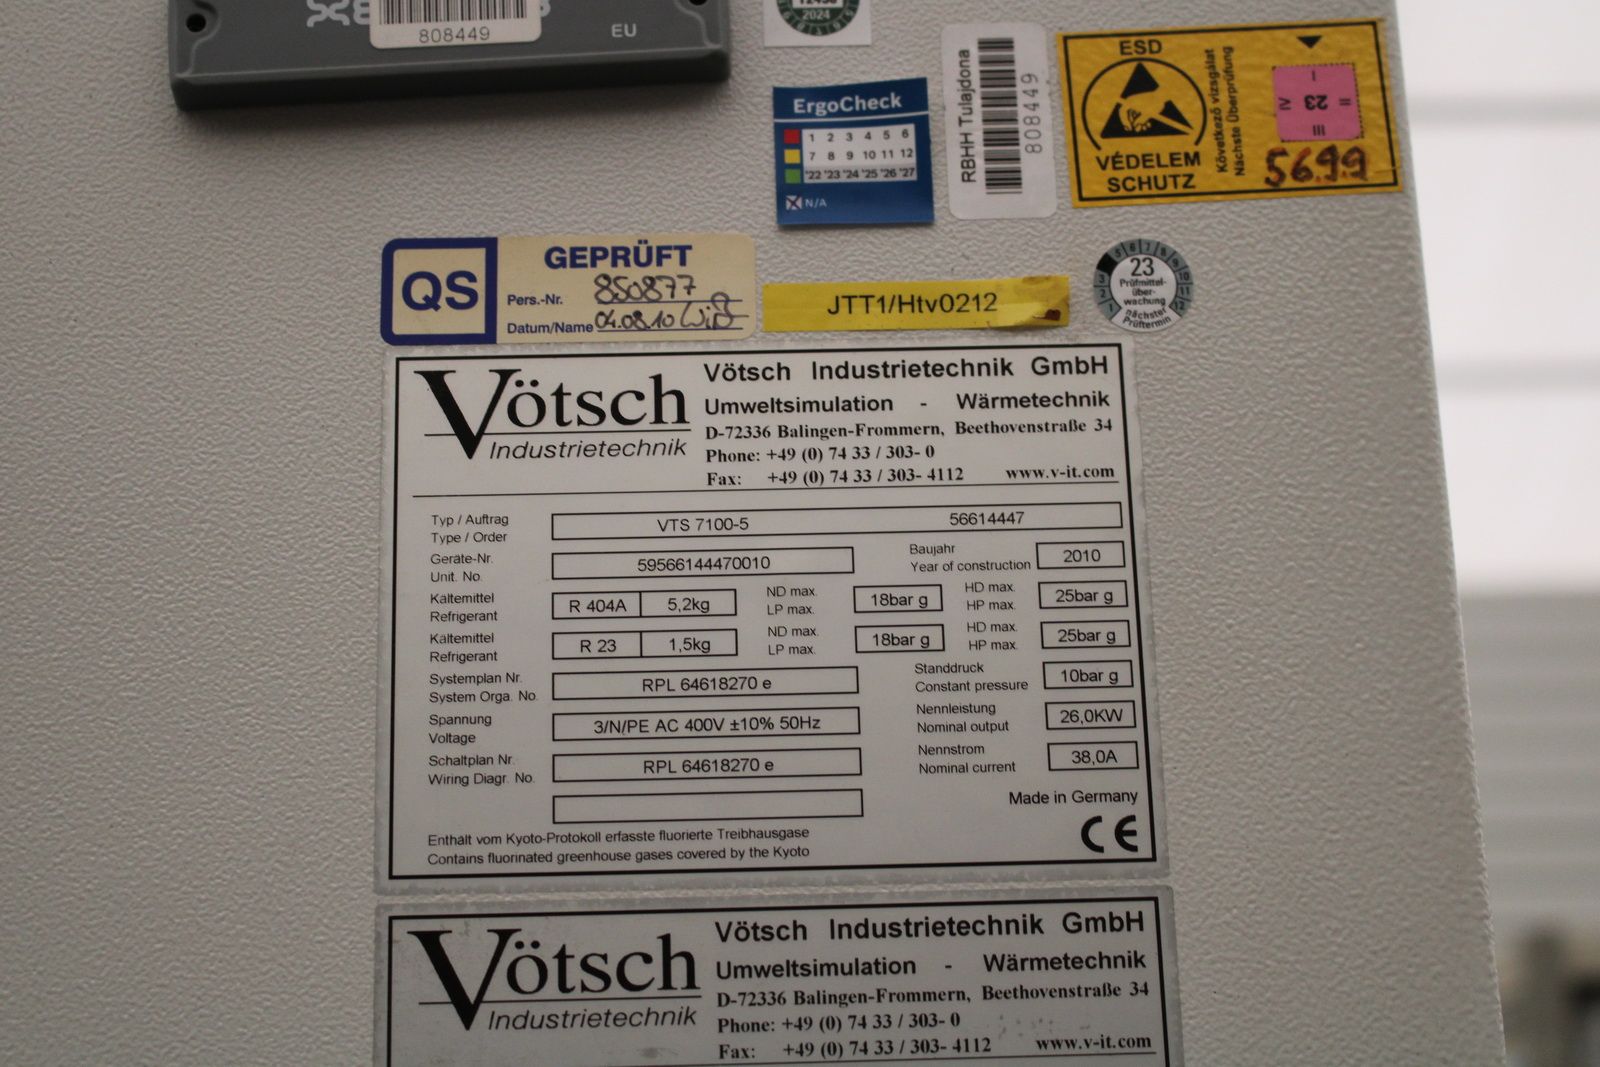 808449
EU
2024
ErgoCheck
1 2 3 4 5 6
7 8 9 10 11 12
'22 '23 '24 '25 '26 '27
N/A
RBHH Tulajdona
808449
ESD
VÉDELEM
SCHUTZ
Következő vizsgálat
Nächste Überprüfung
I
II
III
IV
23
5699
QS
GEPRÜFT
Pers.-Nr. 850877
Datum/Name 04.08.10
JTT1/Htv0212
23
Prüfmittel-
über-
wachung
nächster
Prüftermin
Vötsch
Industrietechnik
Vötsch Industrietechnik GmbH
Umweltsimulation - Wärmetechnik
D-72336 Balingen-Frommern, Beethovenstraße 34
Phone: +49 (0) 74 33 / 303- 0
Fax: +49 (0) 74 33 / 303- 4112 www.v-it.com
Typ / Auftrag
Type / Order
VTS 7100-5 56614447
Geräte-Nr.
Unit. No.
59566144470010
Baujahr
Year of construction
2010
Kältemittel
Refrigerant
R 404A 5,2kg
ND max.
LP max.
18bar g
HD max.
HP max.
25bar g
Kältemittel
Refrigerant
R 23 1,5kg
ND max.
LP max.
18bar g
HD max.
HP max.
25bar g
Systemplan Nr.
System Orga. No.
RPL 64618270 e
Standdruck
Constant pressure
10bar g
Spannung
Voltage
3/N/PE AC 400V ±10% 50Hz
Nennleistung
Nominal output
26,0KW
Schaltplan Nr.
Wiring Diagr. No.
RPL 64618270 e
Nennstrom
Nominal current
38,0A
Made in Germany
CE
Enthält vom Kyoto-Protokoll erfasste fluorierte Treibhausgase
Contains fluorinated greenhouse gases covered by the Kyoto
Vötsch
Industrietechnik
Vötsch Industrietechnik GmbH
Umweltsimulation - Wärmetechnik
D-72336 Balingen-Frommern, Beethovenstraße 34
Phone: +49 (0) 74 33 / 303- 0
Fax: +49 (0) 74 33 / 303- 4112 www.v-it.com